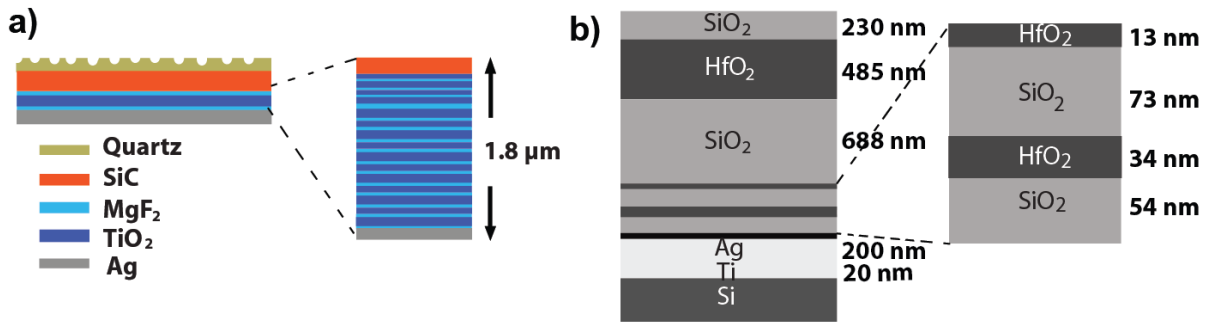 a)
Quartz
SiC
MgF₂
TiO₂
Ag
1.8 μm
b)
SiO₂ 230 nm
HfO₂ 485 nm
SiO₂ 688 nm
Ag 200 nm
Ti 20 nm
Si
HfO₂ 13 nm
SiO₂ 73 nm
HfO₂ 34 nm
SiO₂ 54 nm